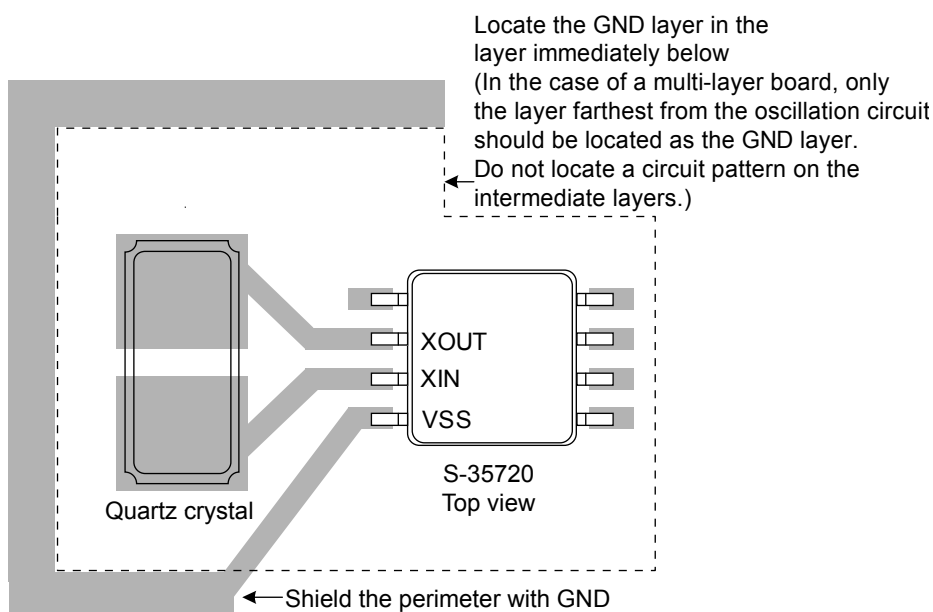 Locate the GND layer in the
layer immediately below
(In the case of a multi-layer board, only
the layer farthest from the oscillation circuit
should be located as the GND layer.
Do not locate a circuit pattern on the
intermediate layers.)
XOUT
XIN
VSS
S-35720
Top view
Quartz crystal
Shield the perimeter with GND